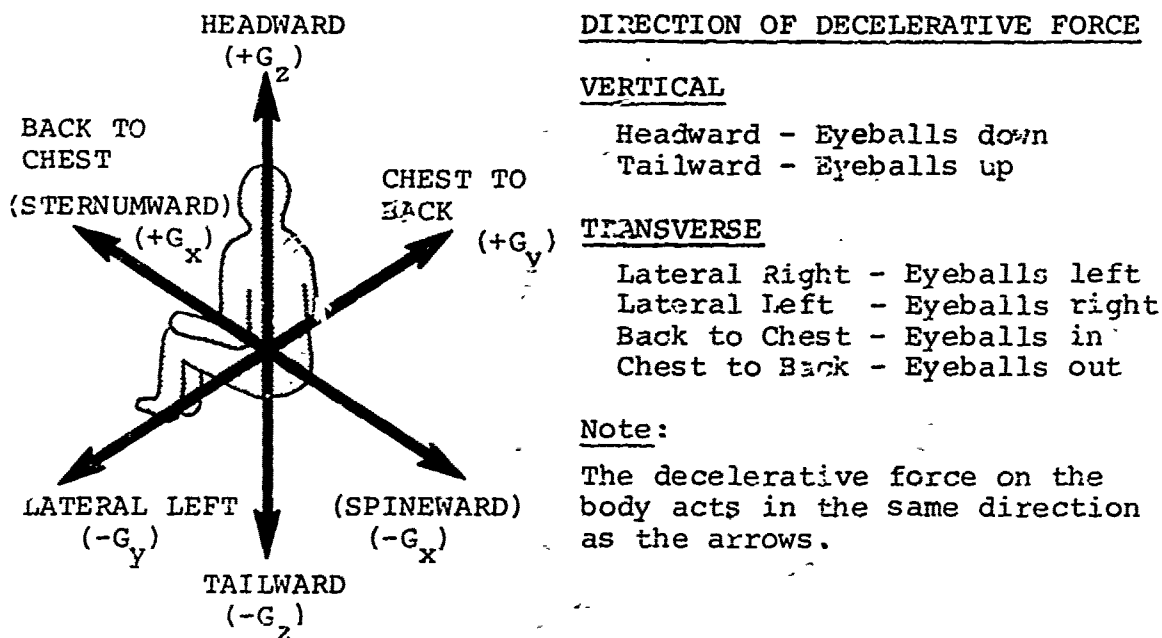 HEADWARD
(+Gz)
BACK TO
CHEST
(STERNUMWARD)
(+Gx)
CHEST TO
BACK
(+Gy)
LATERAL LEFT
(-Gy)
(SPINEWARD)
(-Gx)
TAILWARD
(-Gz)
DIRECTION OF DECELERATIVE FORCE
VERTICAL
Headward - Eyeballs down
Tailward - Eyeballs up
TRANSVERSE
Lateral Right - Eyeballs left
Lateral Left - Eyeballs right
Back to Chest - Eyeballs in
Chest to Back - Eyeballs out
Note:
The decelerative force on the
body acts in the same direction
as the arrows.